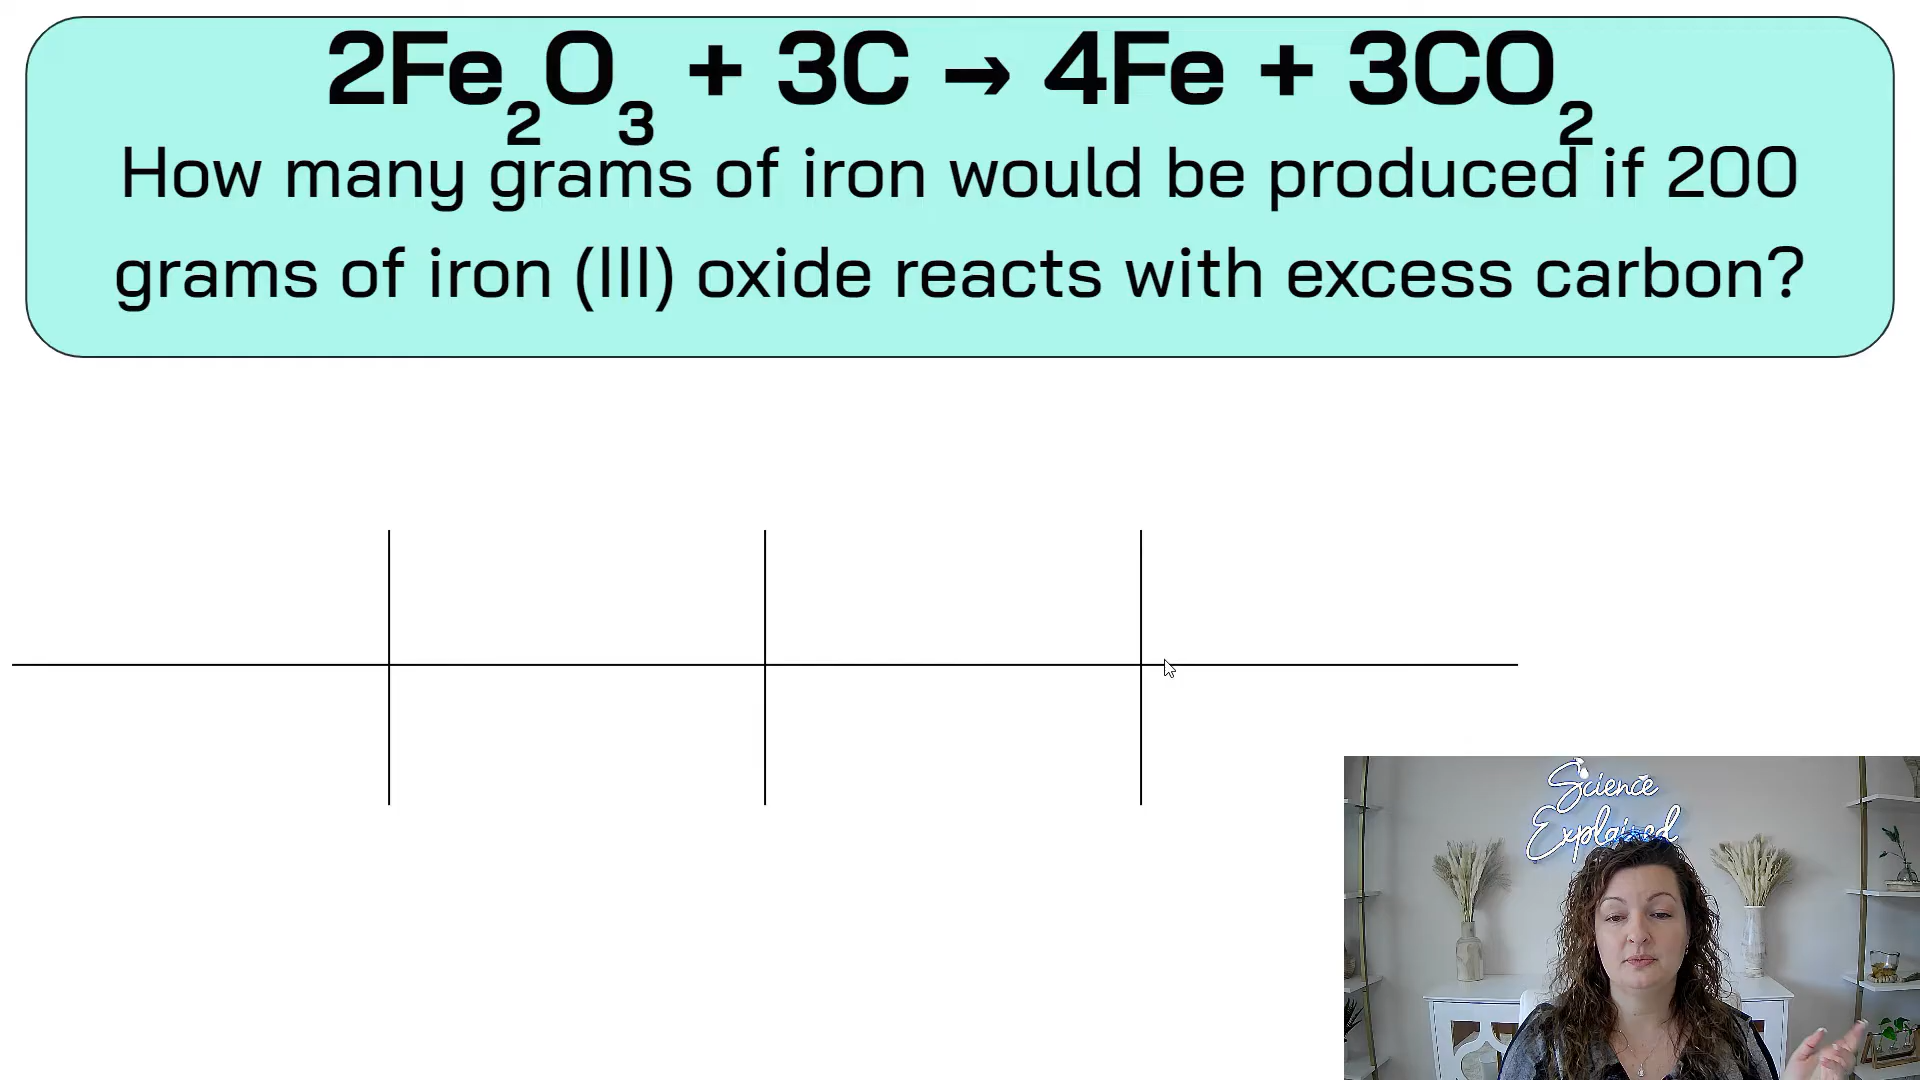 2Fe₂O₃ + 3C → 4Fe + 3CO₂
How many grams of iron would be produced if 200
grams of iron (III) oxide reacts with excess carbon?
Science
Explained